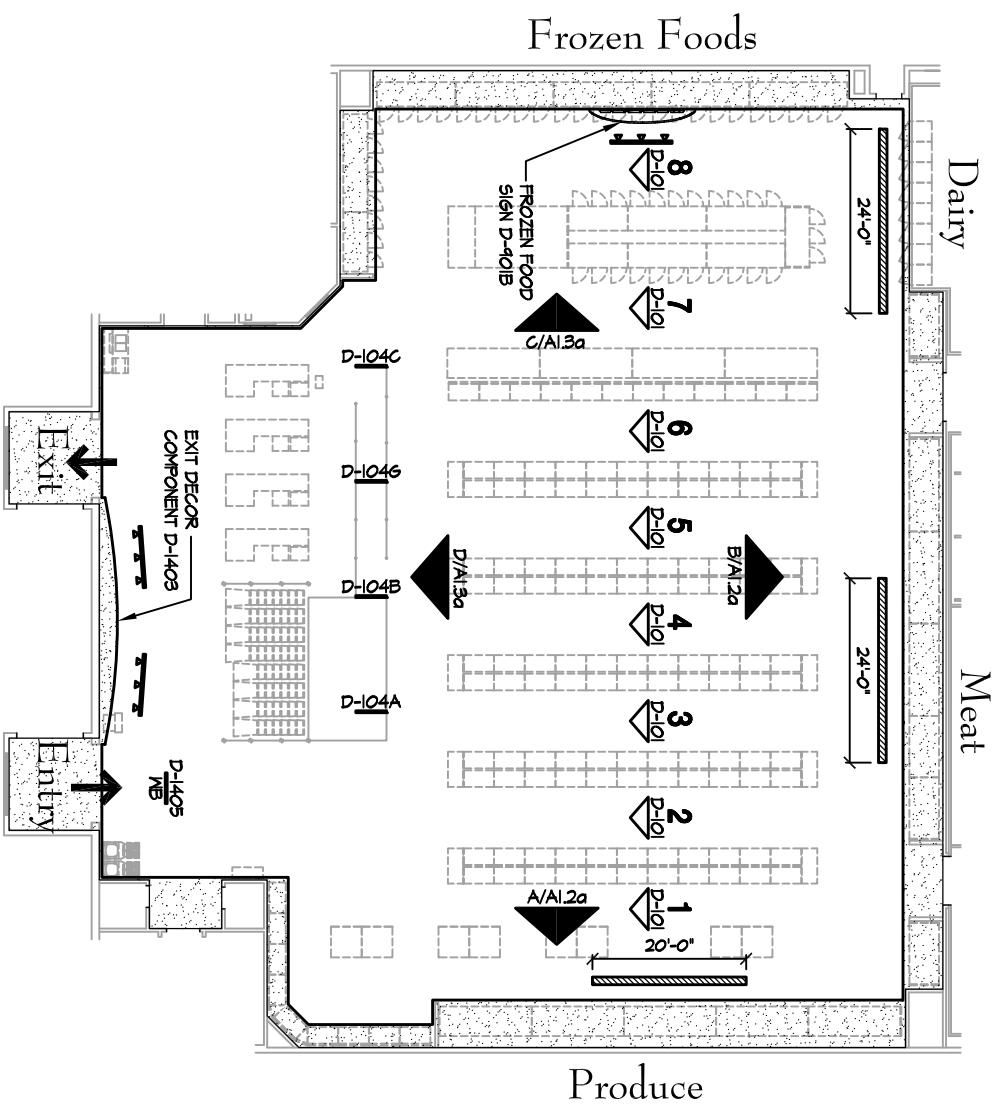 Frozen Foods
Dairy
8
D-101
24'-0"
FROZEN FOOD
SIGN D-901B
7
D-101
C/A1.3a
D-104C
6
D-101
Exit
EXIT DECOR
COMPONENT D-1403
D-104G
5
D-101
D/A1.3a
B/A1.2a
D-104B
4
D-101
24'-0"
Meat
D-104A
3
D-101
Entry
D-1405
WB
2
D-101
A/A1.2a
1
D-101
20'-0"
Produce